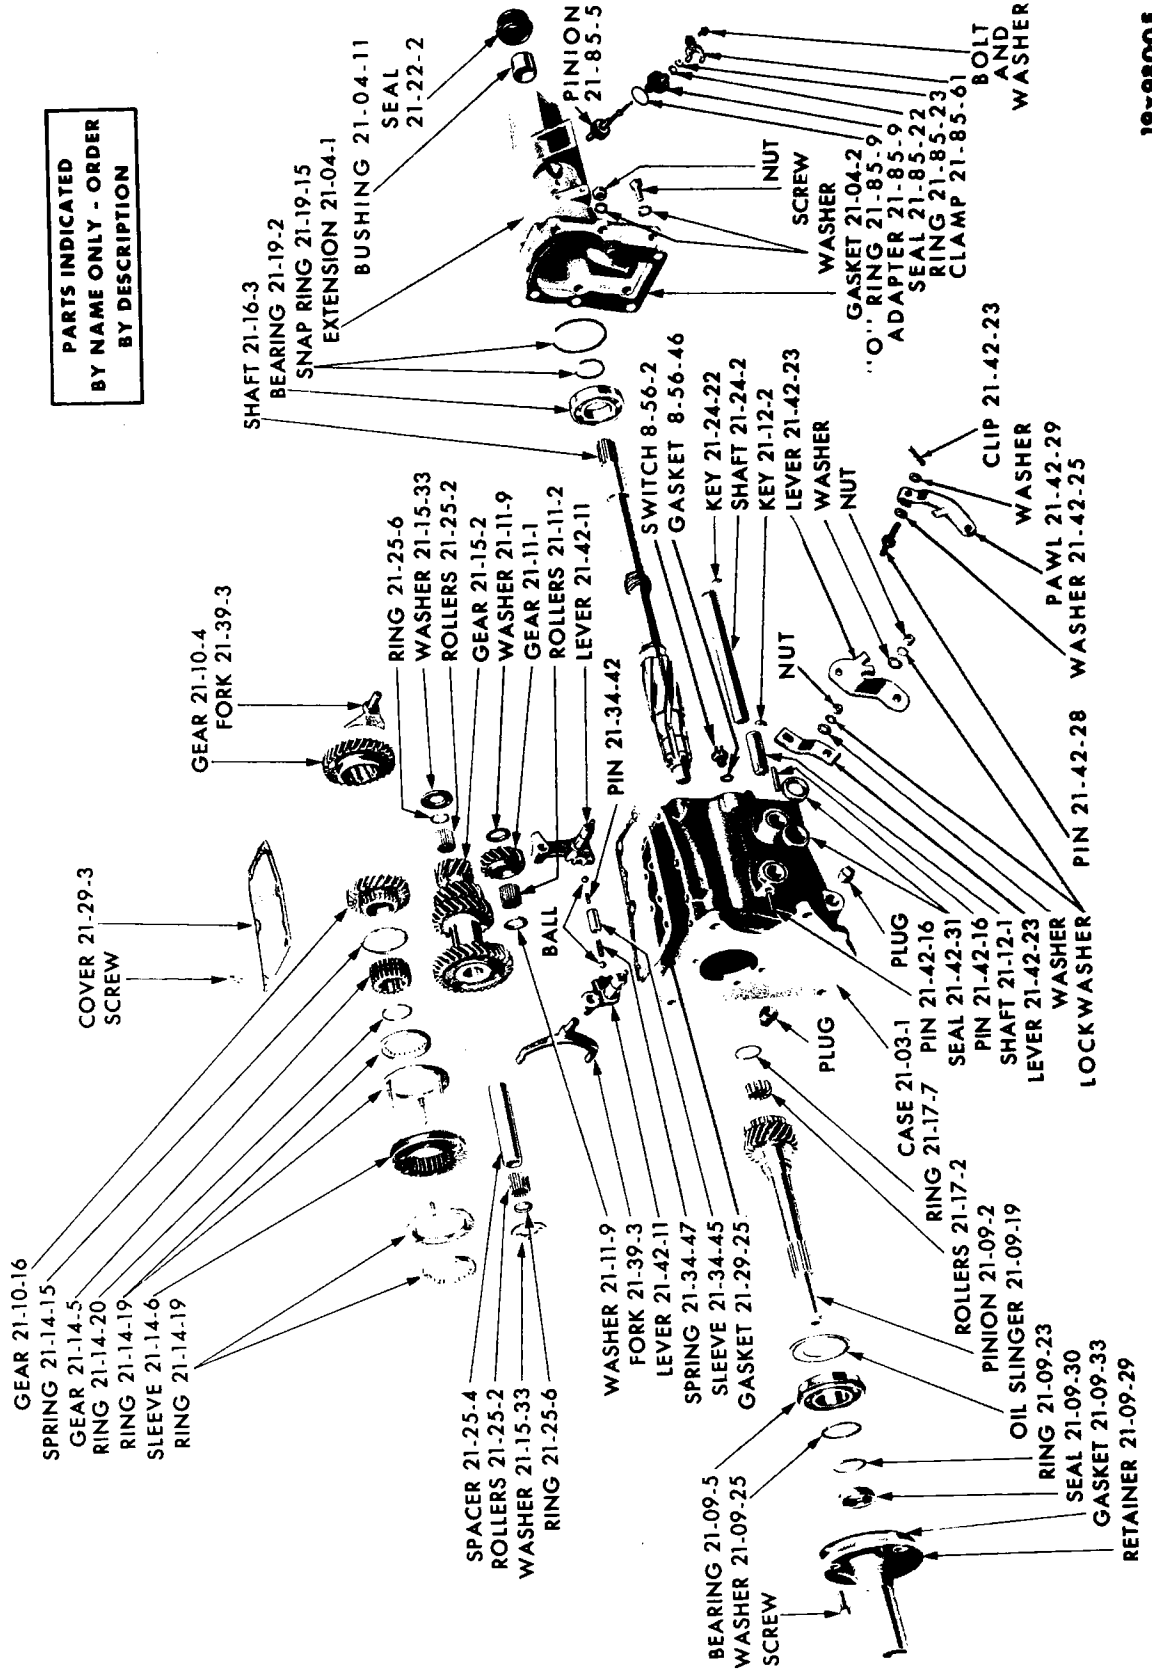 PARTS INDICATED
BY NAME ONLY - ORDER
BY DESCRIPTION
GEAR 21-10-16
SPRING 21-14-15
GEAR 21-14-5
RING 21-14-20
RING 21-14-19
SLEEVE 21-14-6
RING 21-14-19
COVER 21-29-3
SCREW
GEAR 21-10-4
FORK 21-39-3
SHAFT 21-16-3
BEARING 21-19-2
SNAP RING 21-19-15
EXTENSION 21-04-1
BUSHING 21-04-11
SEAL
21-22-2
RING 21-25-6
WASHER 21-15-33
ROLLERS 21-25-2
GEAR 21-15-2
WASHER 21-11-9
GEAR 21-11-1
ROLLERS 21-11-2
LEVER 21-42-11
PIN 21-34-42
BALL
SPACER 21-25-4
ROLLERS 21-25-2
WASHER 21-15-33
RING 21-25-6
WASHER 21-11-9
FORK 21-39-3
LEVER 21-42-11
SPRING 21-34-47
SLEEVE 21-34-45
GASKET 21-29-25
PINION
21-85-5
SWITCH 8-56-2
GASKET 8-56-46
KEY 21-24-22
SHAFT 21-24-2
KEY 21-12-2
LEVER 21-42-23
WASHER
NUT
NUT
SCREW
WASHER
GASKET 21-04-2
"O" RING 21-85-9
ADAPTER 21-85-9
SEAL 21-85-22
RING 21-85-23
CLAMP 21-85-61
BOLT
AND
WASHER
NUT
CLIP 21-42-23
WASHER
PAWL 21-42-29
WASHER 21-42-25
PIN 21-42-28
PLUG
PLUG
CASE 21-03-1
RING 21-17-7
ROLLERS 21-17-2
PINION 21-09-2
OIL SLINGER 21-09-19
RING 21-09-23
SEAL 21-09-30
GASKET 21-09-33
RETAINER 21-09-29
PIN 21-42-16
SEAL 21-42-31
PIN 21-42-16
SHAFT 21-12-1
LEVER 21-42-23
WASHER
LOCKWASHER
BEARING 21-09-5
WASHER 21-09-25
SCREW